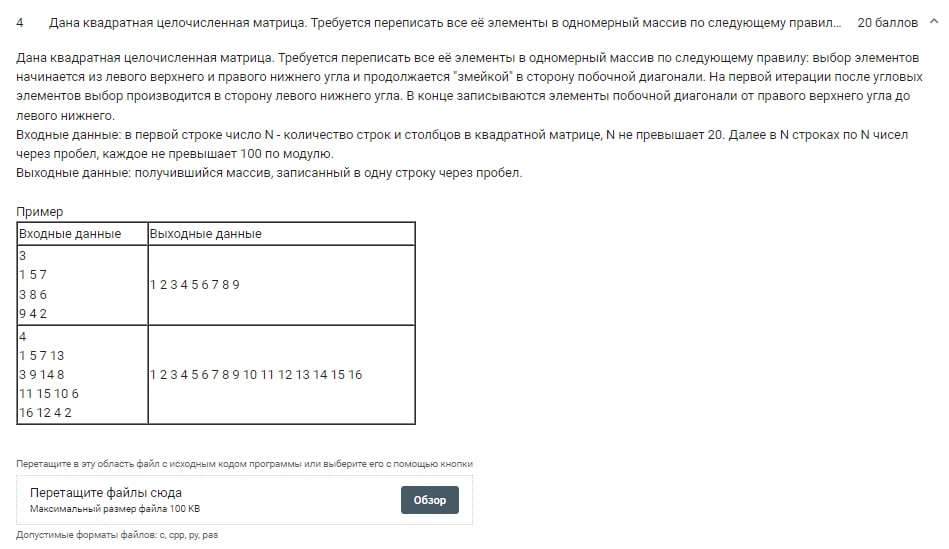 4 Дана квадратная целочисленная матрица. Требуется переписать все её элементы в одномерный массив по следующему правил... 20 баллов
Дана квадратная целочисленная матрица. Требуется переписать все её элементы в одномерный массив по следующему правилу: выбор элементов
начинается из левого верхнего и правого нижнего угла и продолжается "змейкой" в сторону побочной диагонали. На первой итерации после угловых
элементов выбор производится в сторону левого нижнего угла. В конце записываются элементы побочной диагонали от правого верхнего угла до
левого нижнего.
Входные данные: в первой строке число N - количество строк и столбцов в квадратной матрице, N не превышает 20. Далее в N строках по N чисел
через пробел, каждое не превышает 100 по модулю.
Выходные данные: получившийся массив, записанный в одну строку через пробел.
Пример
Входные данные Выходные данные
3
1 5 7
3 8 6
9 4 2
1 2 3 4 5 6 7 8 9
4
1 5 7 13
3 9 14 8
11 15 10 6
16 12 4 2
1 2 3 4 5 6 7 8 9 10 11 12 13 14 15 16
Перетащите в эту область файл с исходным кодом программы или выберите его с помощью кнопки
Перетащите файлы сюда
Максимальный размер файла 100 KB
Обзор
Допустимые форматы файлов: c, cpp, py, pas